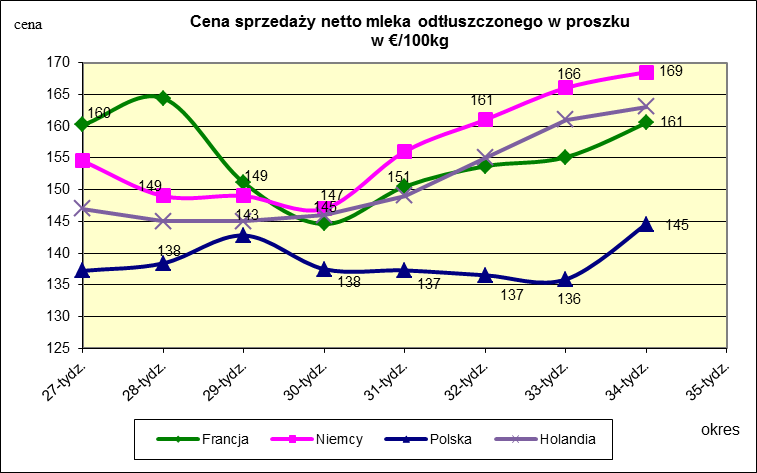 Cena sprzedaży netto mleka odtłuszczonego w proszku
w €/100kg
cena
170
165
160
155
150
145
140
135
130
125
160
149
138
149
143
147
145
138
151
137
161
137
166
136
169
161
145
27-tydz.
28-tydz.
29-tydz.
30-tydz.
31-tydz.
32-tydz.
33-tydz.
34-tydz.
35-tydz.
okres
Francja Niemcy Polska Holandia